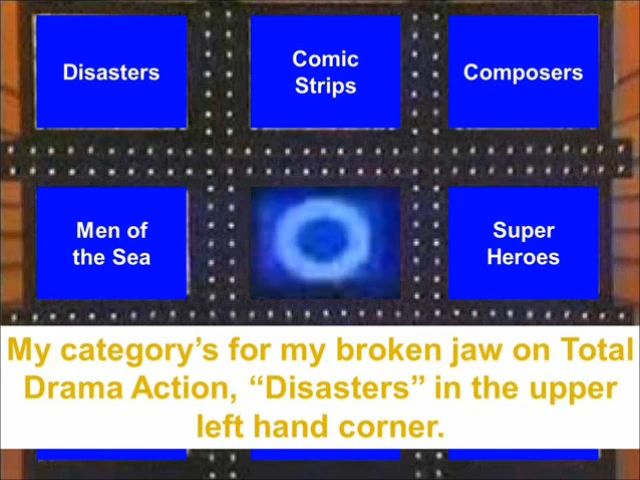 Disasters
Comic
Strips
Composers
Men of
the Sea
O
Super
Heroes
My category’s for my broken jaw on Total
Drama Action, “Disasters” in the upper
left hand corner.